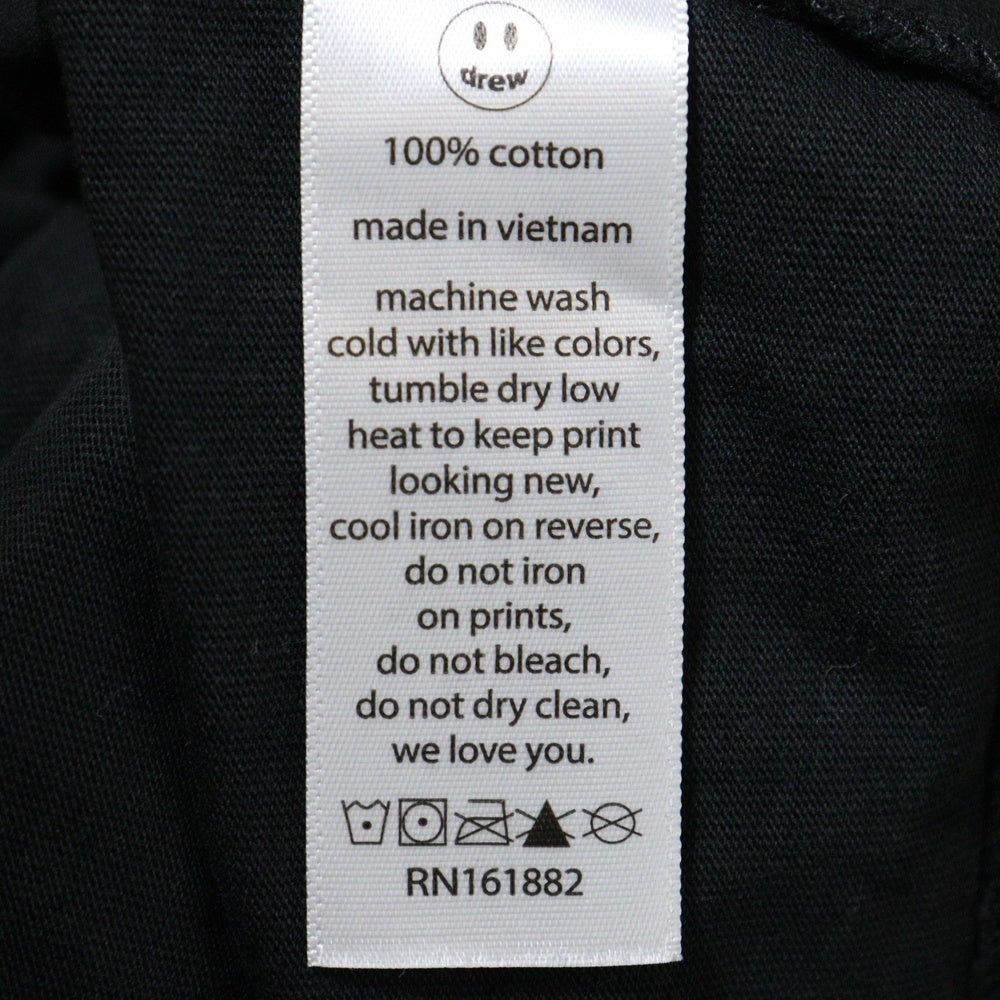 drew
100% cotton
made in vietnam
machine wash
cold with like colors,
tumble dry low
heat to keep print
looking new,
cool iron on reverse,
do not iron
on prints,
do not bleach,
do not dry clean,
we love you.
RN161882